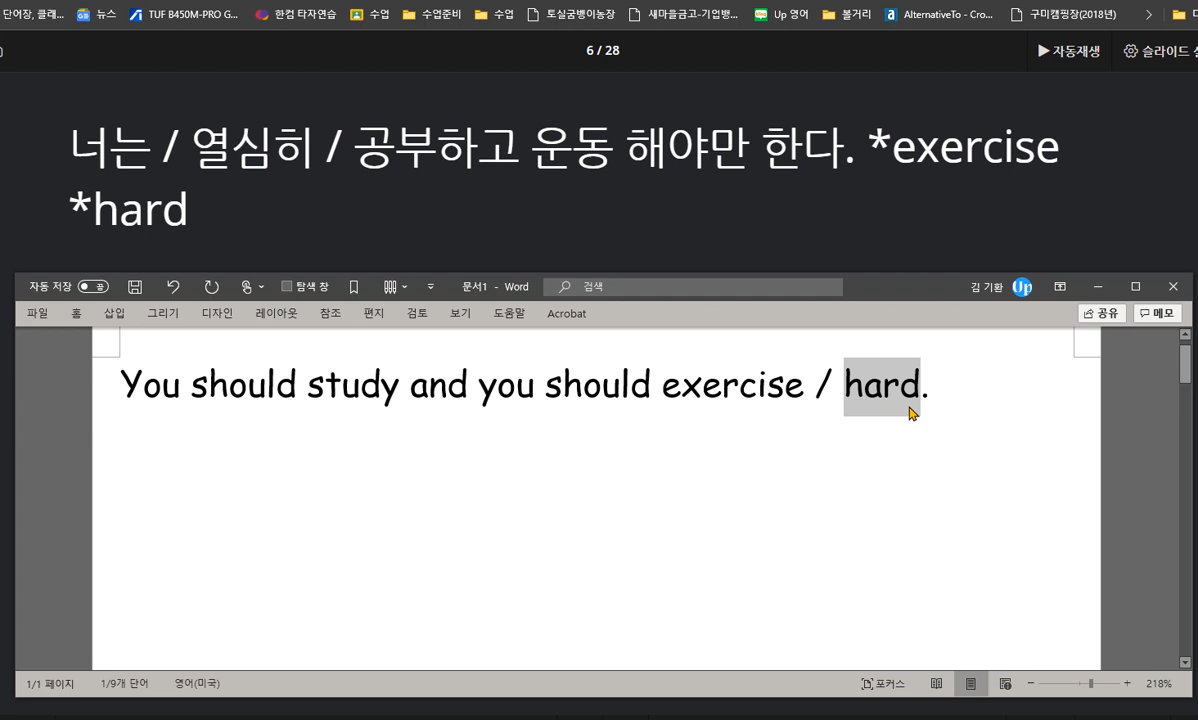 단어장, 클래... 뉴스 TUF B450M-PRO G... 한컴 타자연습 수업 수업준비 수업 토실굼벵이농장 새마을금고-기업뱅... Up 영어 볼거리 AlternativeTo - Cro... 구미캠핑장(2018년)
6 / 28 자동재생 슬라이드
너는 / 열심히 / 공부하고 운동 해야만 한다. *exercise
*hard
자동 저장 끔 탐색 창 문서1 - Word 검색 김 기환 Up
파일 홈 삽입 그리기 디자인 레이아웃 참조 편지 검토 보기 도움말 Acrobat 공유 메모
You should study and you should exercise / hard.
1/1 페이지 1/9개 단어 영어(미국) 포커스 218%